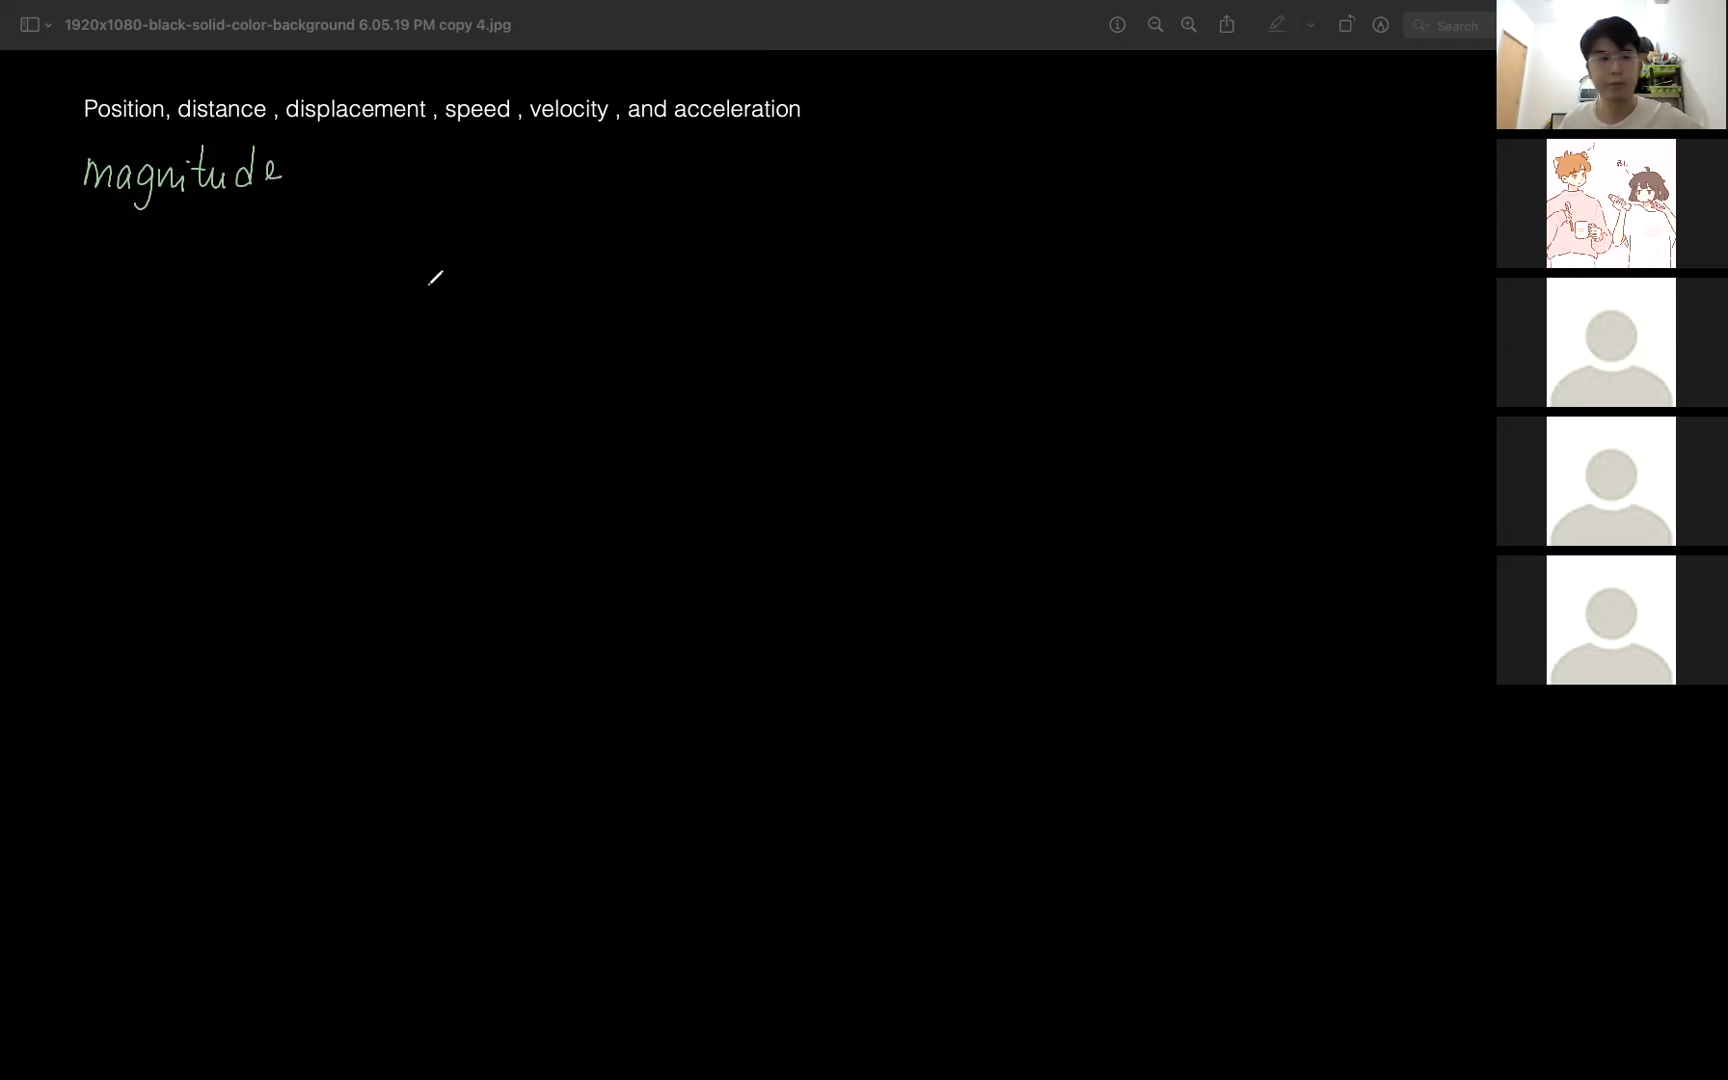 1920x1080-black-solid-color-background 6.05.19 PM copy 4.jpg
Search
Position, distance , displacement , speed , velocity , and acceleration
magnitude